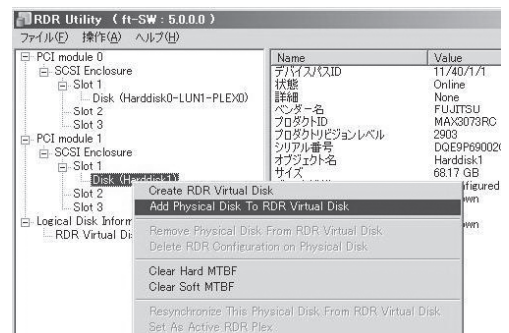 RDR Utility ( ft-SW : 5.0.0.0 )
ファイル(F) 操作(A) ヘルプ(H)
PCI module 0
SCSI Enclosure
Slot 1
Disk (Harddisk0-LUN1-PLEX0)
Slot 2
Slot 3
PCI module 1
SCSI Enclosure
Slot 1
Disk (Harddisk1)
Slot 2
Slot 3
Logical Disk Inform
RDR Virtual Di
Name Value
デバイスパスID 11/40/1/1
状態 Online
詳細 None
ベンダー名 FUJITSU
プロダクトID MAX3073RC
プロダクトリビジョンレベル 2903
シリアル番号 DQE9P69002
オブジェクト名 Harddisk1
サイズ 68.17 GB
nfigured
own
own
Create RDR Virtual Disk
Add Physical Disk To RDR Virtual Disk
Remove Physical Disk From RDR Virtual Disk
Delete RDR Configuration on Physical Disk
Clear Hard MTBF
Clear Soft MTBF
Resynchronize This Physical Disk From RDR Virtual Disk
Set As Active RDR Plex